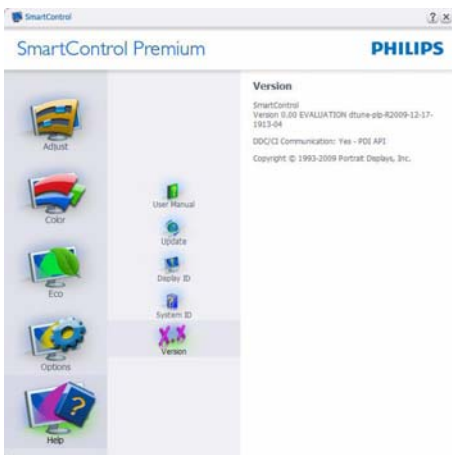 SmartControl
SmartControl Premium
PHILIPS
Adjust
Color
Eco
Options
Help
User Manual
Update
Display ID
System ID
Version
Version
SmartControl
Version 0.00 EVALUATION dtune-plp-R2009-12-17-
1913-04
DDC/CI Communication: Yes - PDI API
Copyright © 1993-2009 Portrait Displays, Inc.